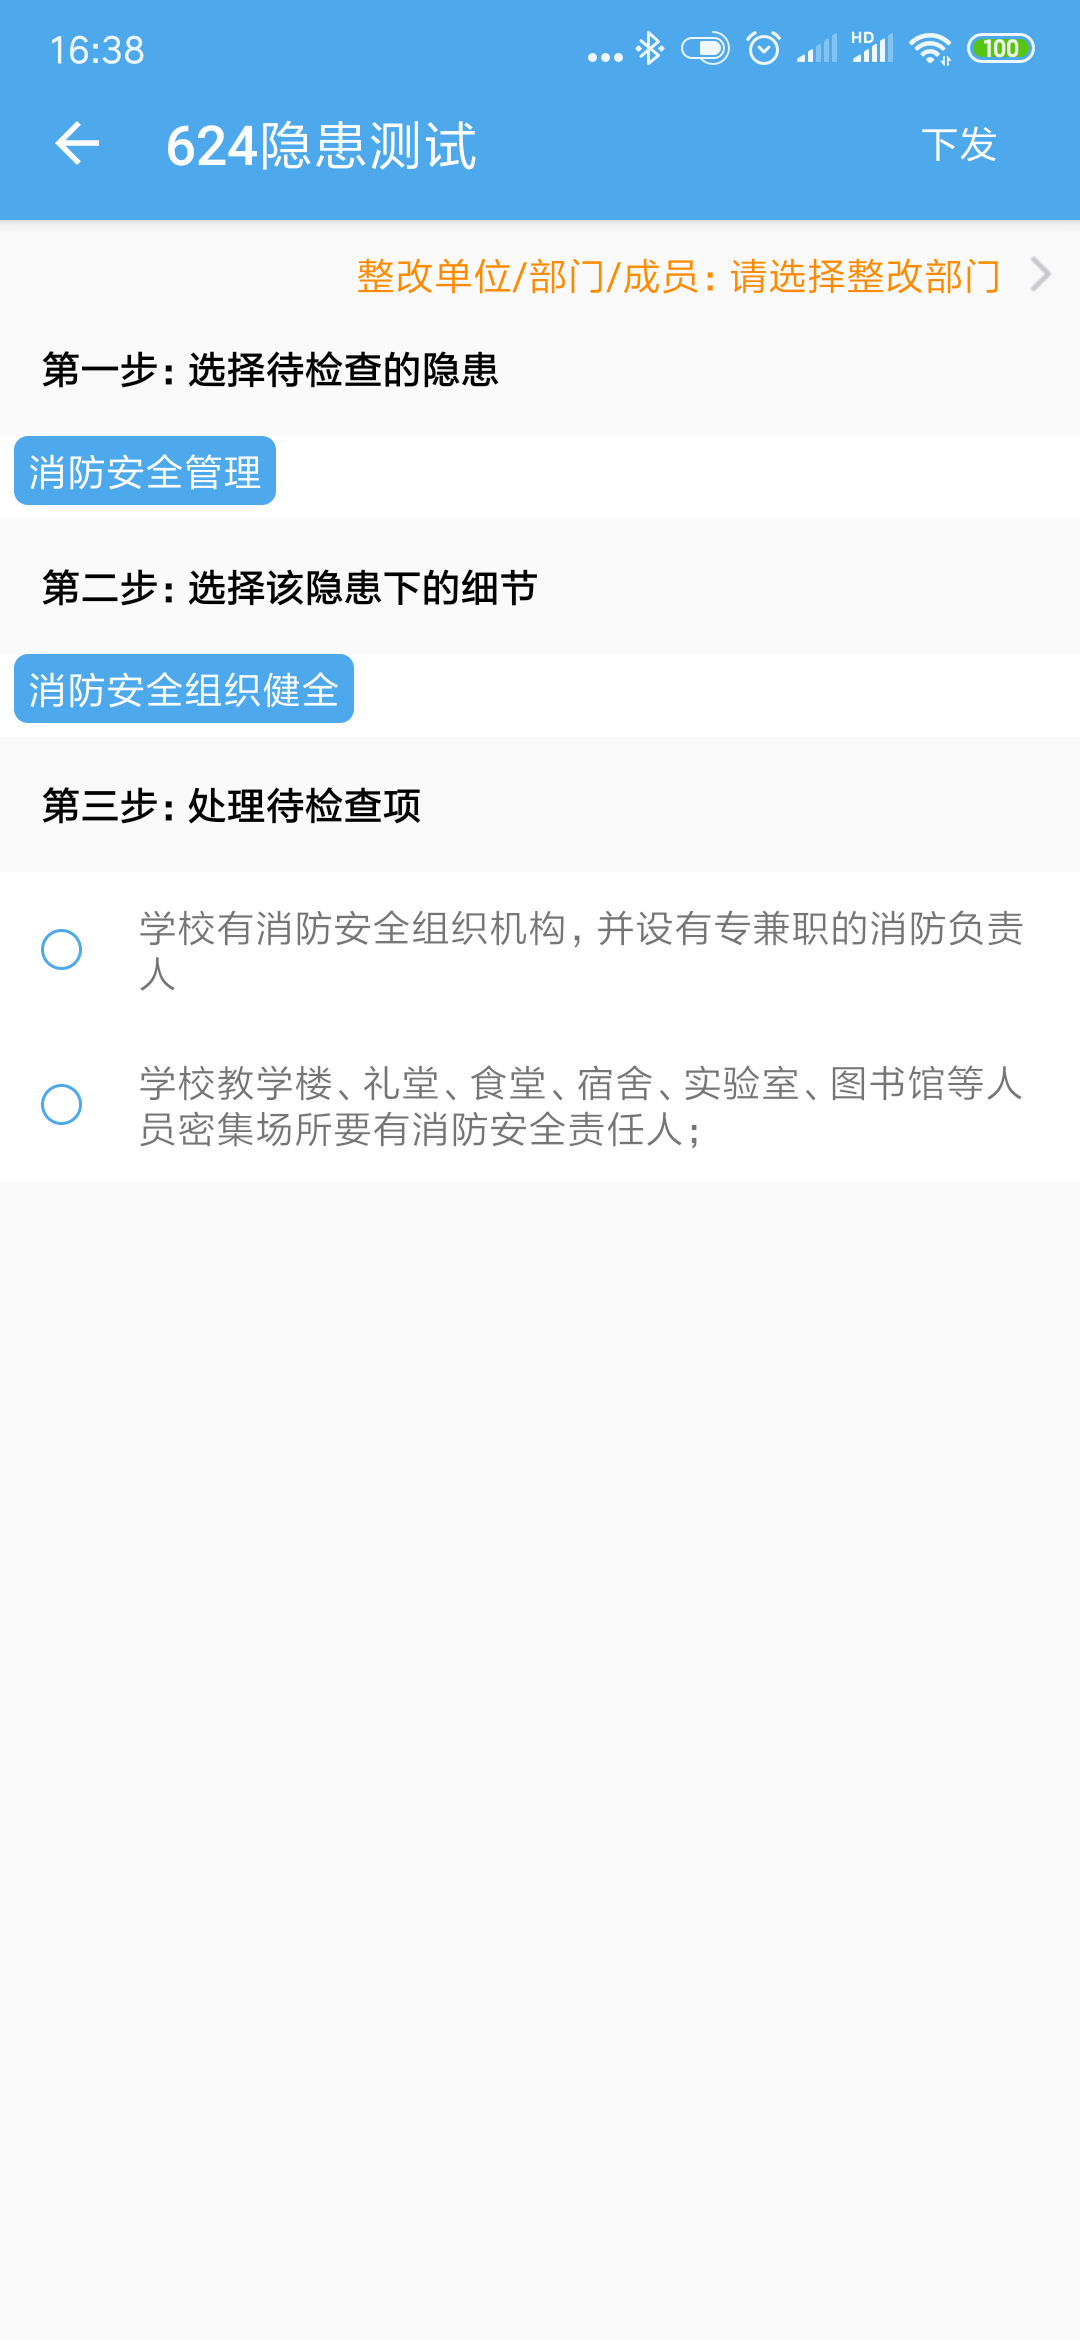 16:38
HD
100
624隐患测试
下发
整改单位/部门/成员：请选择整改部门
第一步：选择待检查的隐患
消防安全管理
第二步：选择该隐患下的细节
消防安全组织健全
第三步：处理待检查项
学校有消防安全组织机构，并设有专兼职的消防负责
人
学校教学楼、礼堂、食堂、宿舍、实验室、图书馆等人
员密集场所要有消防安全责任人；